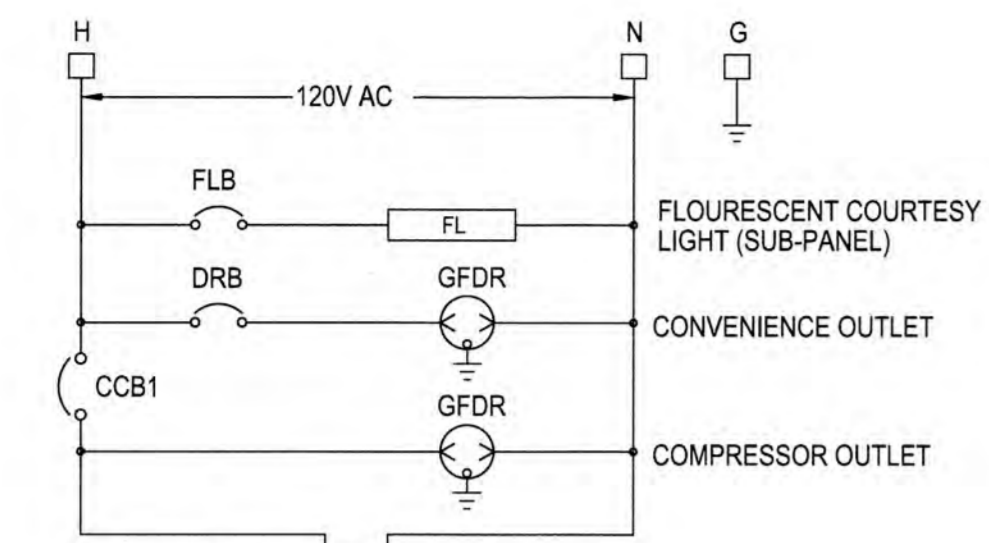 H
N
G
120V AC
FLB
FL
FLOURESCENT COURTESY
LIGHT (SUB-PANEL)
DRB
GFDR
CONVENIENCE OUTLET
CCB1
GFDR
COMPRESSOR OUTLET